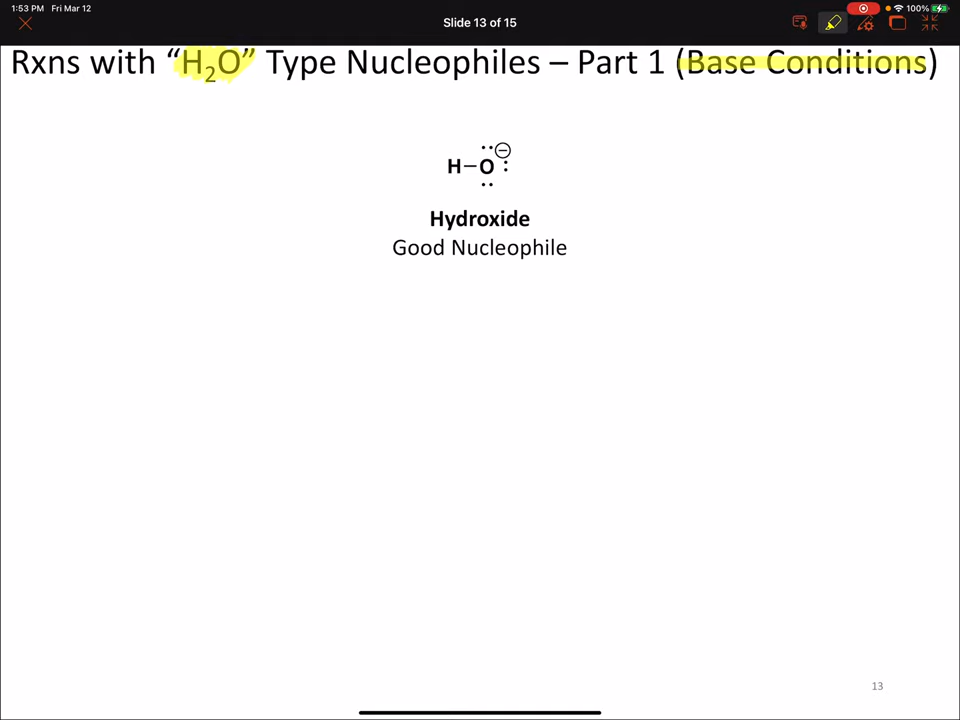 1:53 PM Fri Mar 12
Slide 13 of 15
100%
Rxns with “H₂O” Type Nucleophiles – Part 1 (Base Conditions)
H–O ⊖
Hydroxide
Good Nucleophile
13